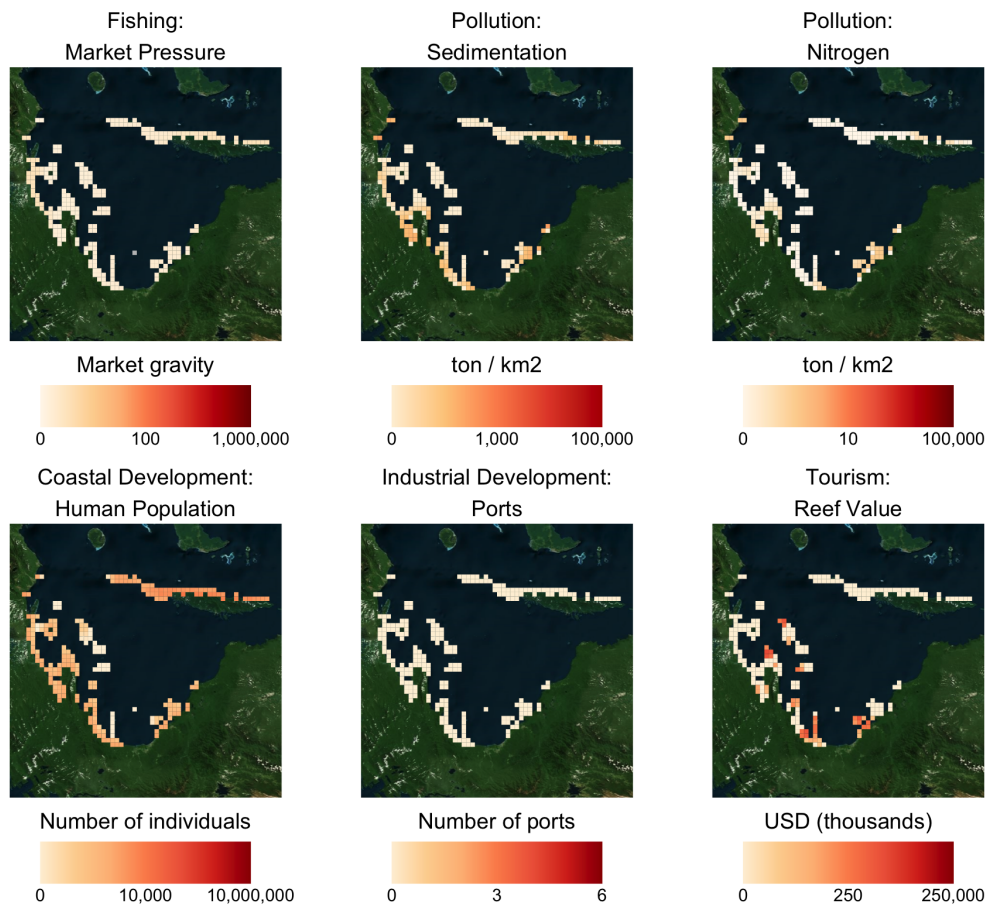 Fishing:
Market Pressure
Pollution:
Sedimentation
Pollution:
Nitrogen
Market gravity
0 100 1,000,000
ton / km2
0 1,000 100,000
ton / km2
0 10 100,000
Coastal Development:
Human Population
Industrial Development:
Ports
Tourism:
Reef Value
Number of individuals
0 10,000 10,000,000
Number of ports
0 3 6
USD (thousands)
0 250 250,000